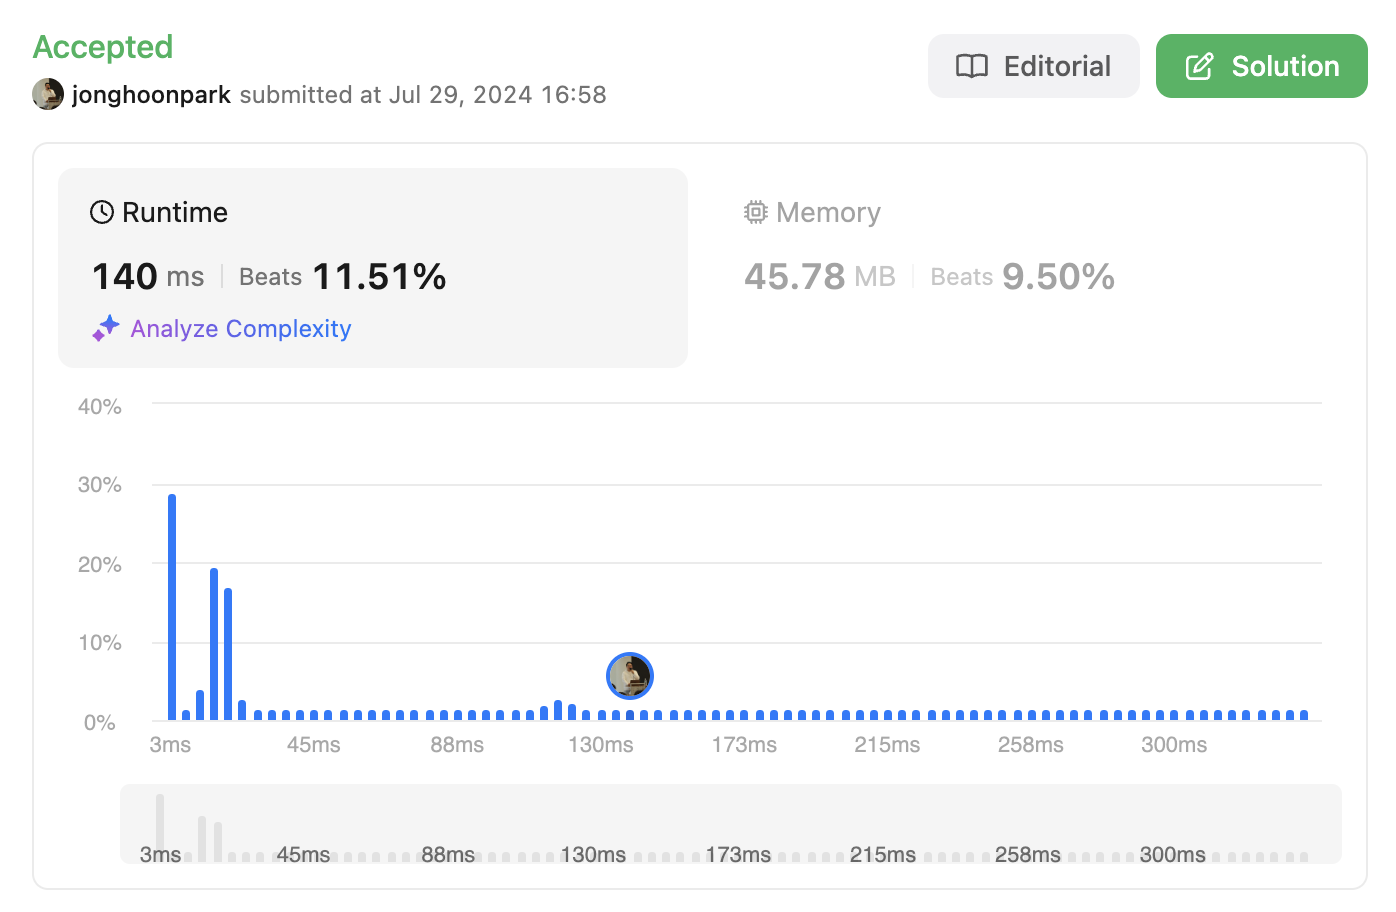 Accepted
jonghoonpark submitted at Jul 29, 2024 16:58
Editorial
Solution
Runtime
140 ms Beats 11.51%
Analyze Complexity
Memory
45.78 MB Beats 9.50%
40%
30%
20%
10%
0%
3ms 45ms 88ms 130ms 173ms 215ms 258ms 300ms
3ms 45ms 88ms 130ms 173ms 215ms 258ms 300ms